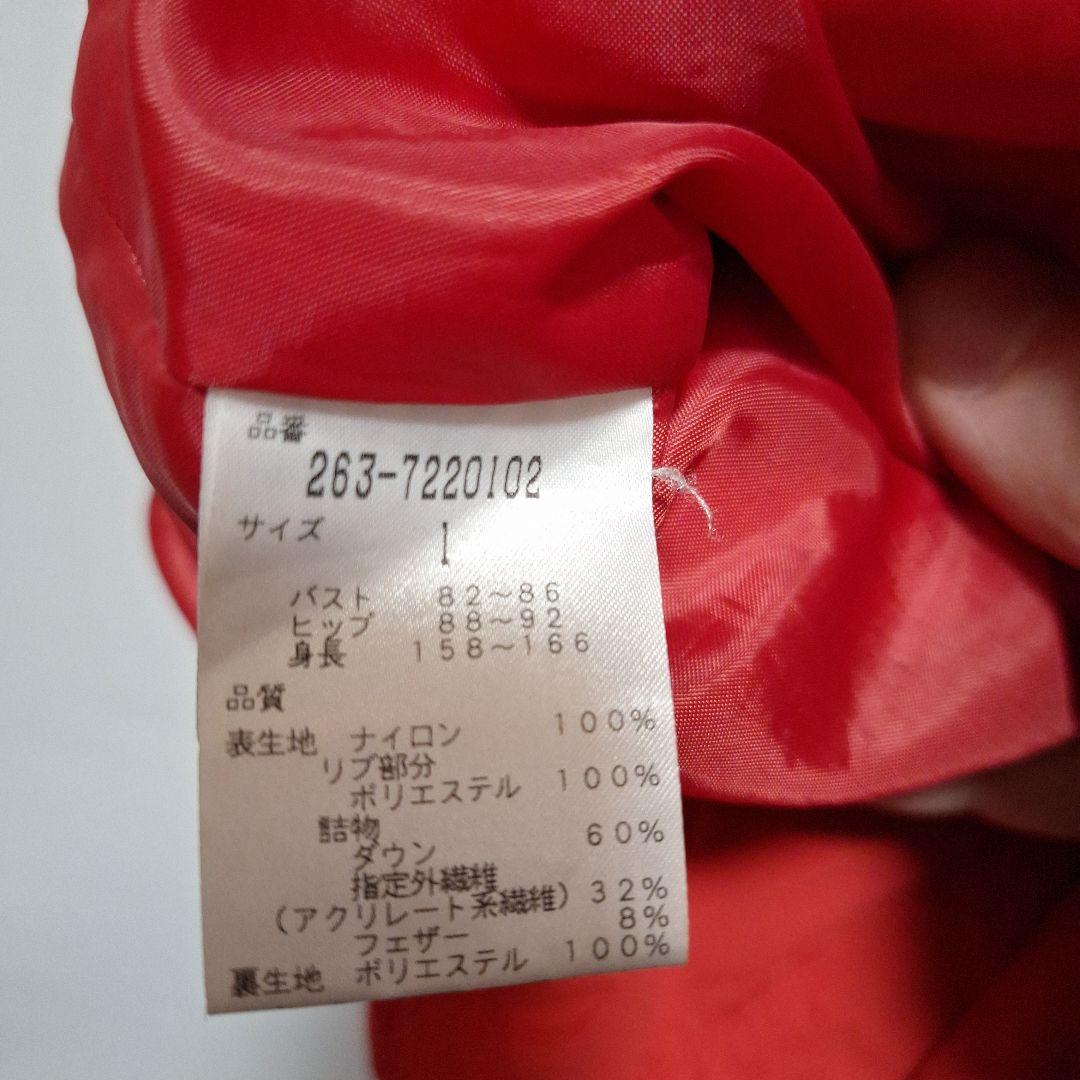 品番
263-7220102
サイズ 1
バスト 82～86
ヒップ 88～92
身長 158～166
品質
表生地 ナイロン 100%
リブ部分
ポリエステル 100%
詰物
ダウン 60%
指定外繊維
(アクリレート系繊維) 32%
フェザー 8%
裏生地 ポリエステル 100%